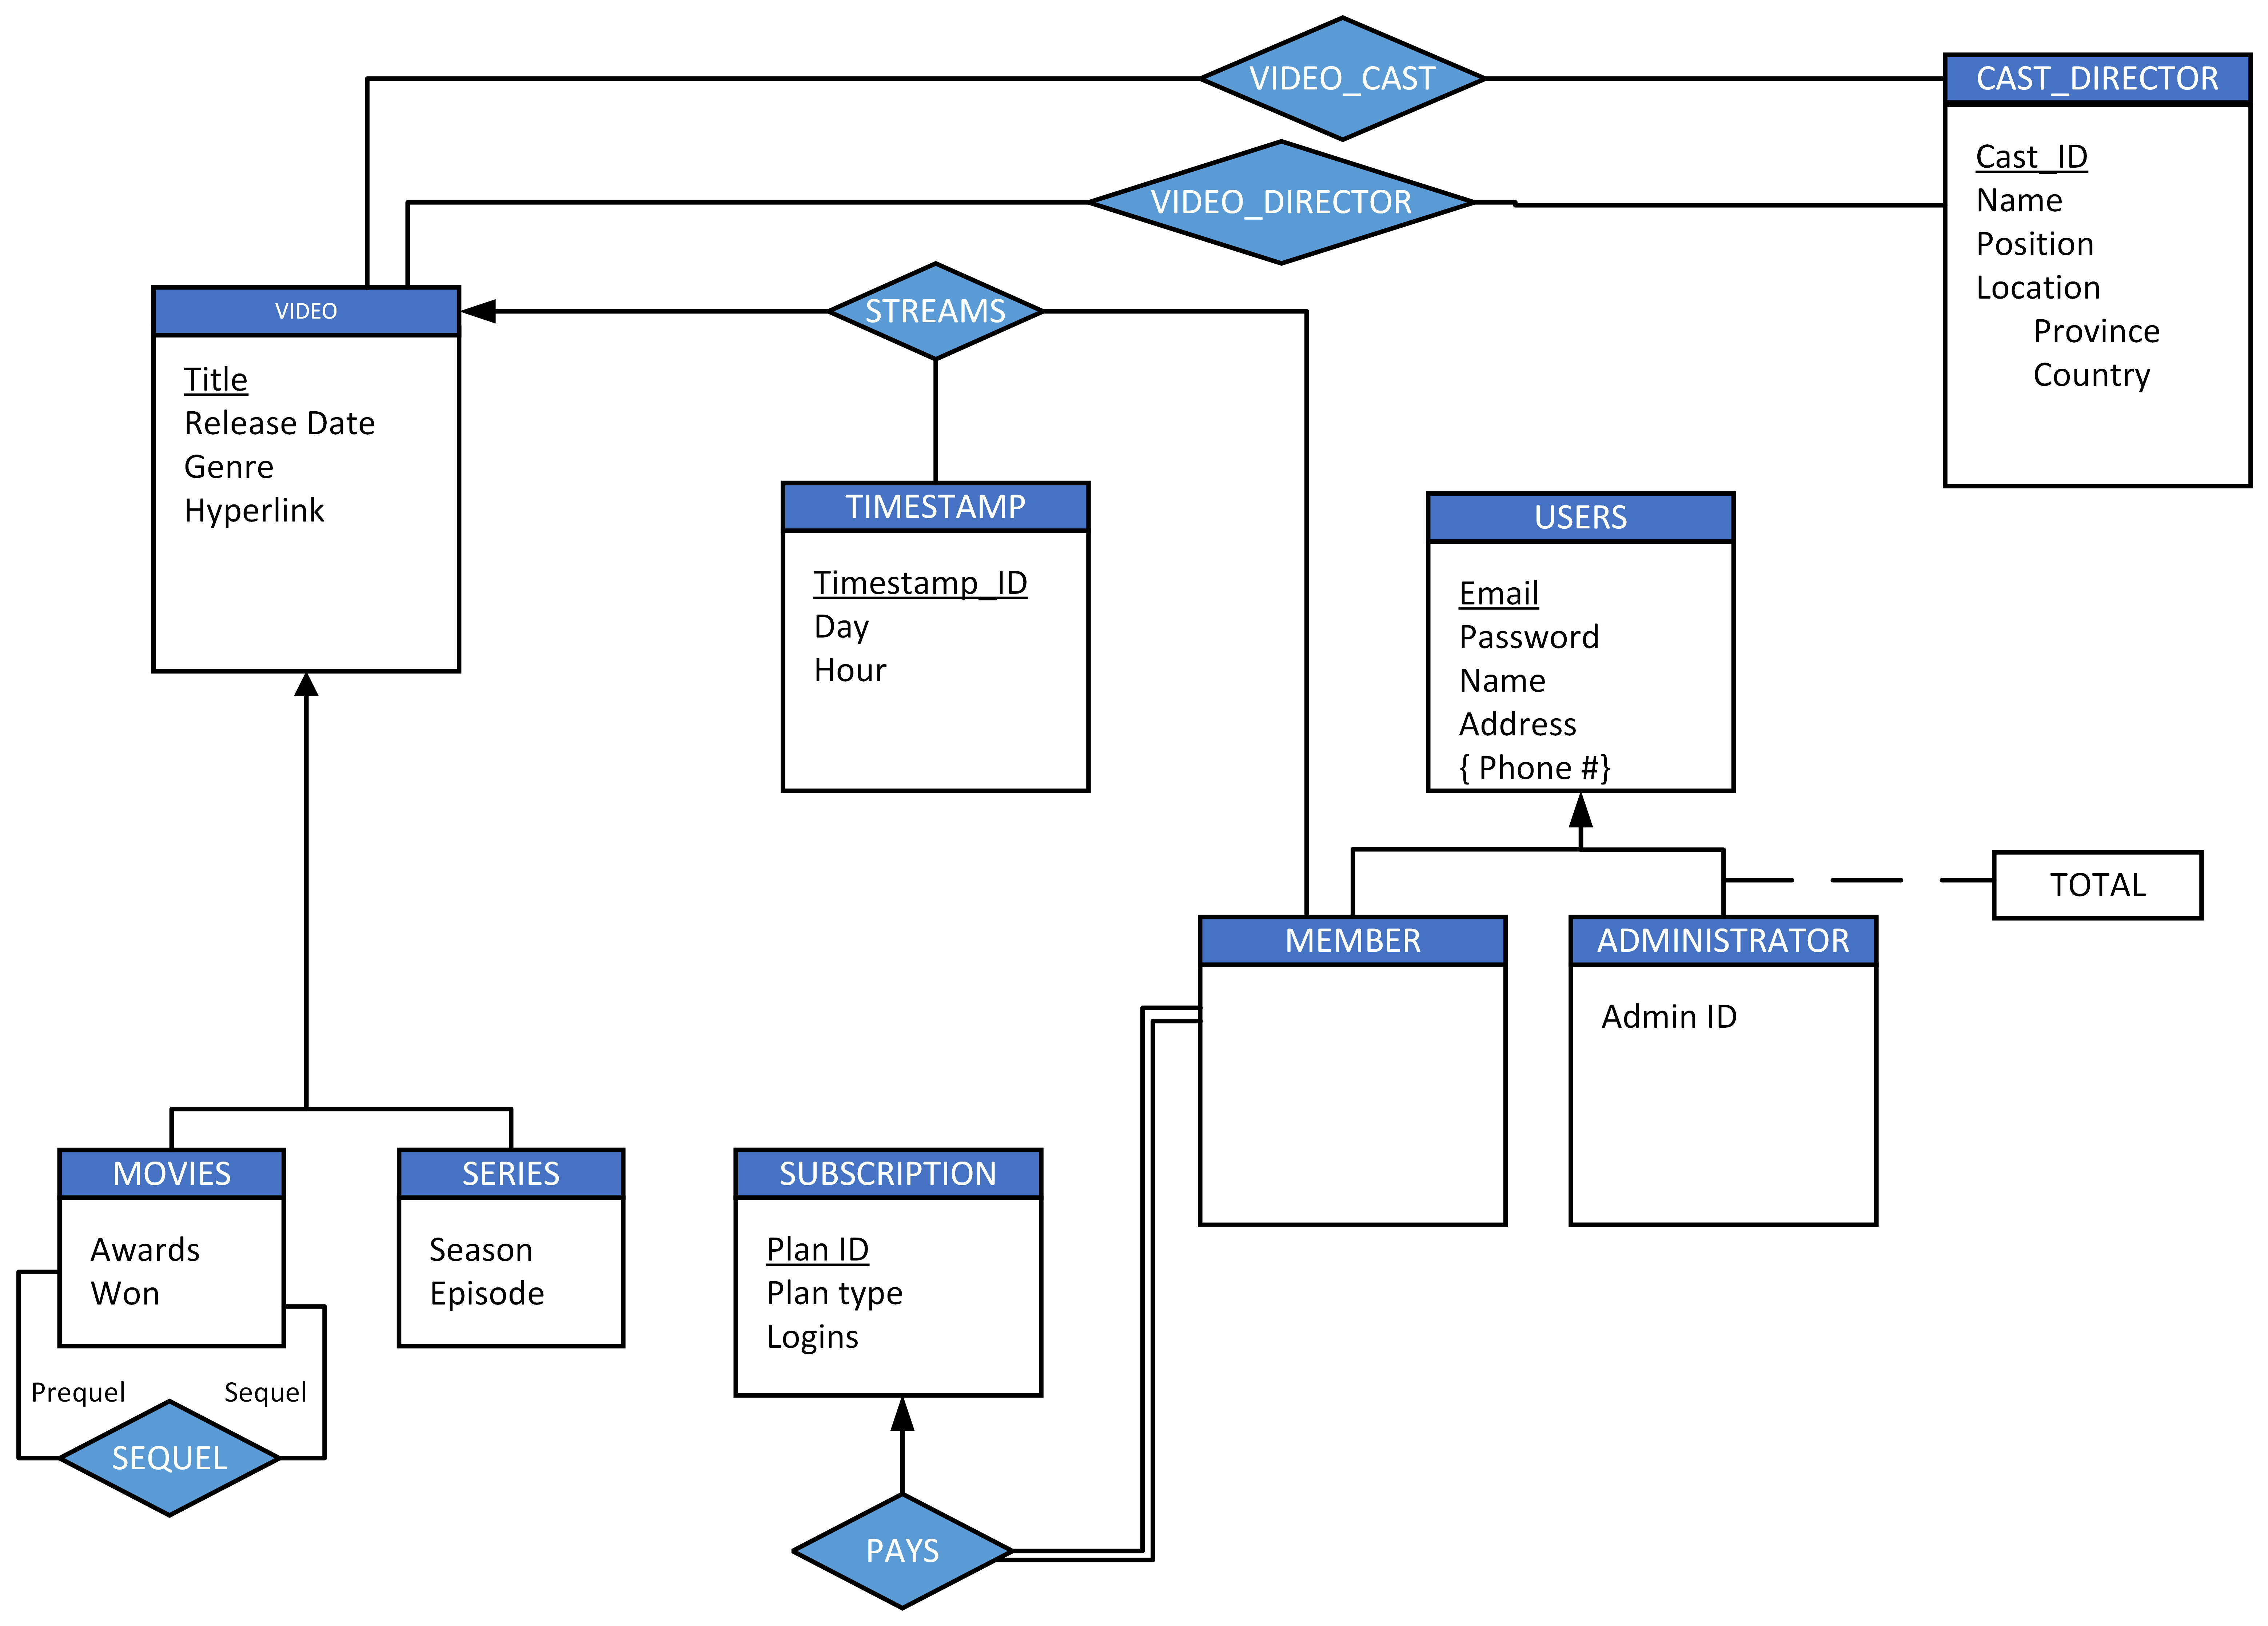 VIDEO_CAST
CAST_DIRECTOR
Cast_ID
Name
Position
Location
Province
Country
VIDEO_DIRECTOR
STREAMS
VIDEO
Title
Release Date
Genre
Hyperlink
TIMESTAMP
Timestamp_ID
Day
Hour
USERS
Email
Password
Name
Address
{ Phone #}
TOTAL
MEMBER
ADMINISTRATOR
Admin ID
MOVIES
Awards
Won
SERIES
Season
Episode
SUBSCRIPTION
Plan ID
Plan type
Logins
Prequel
Sequel
SEQUEL
PAYS